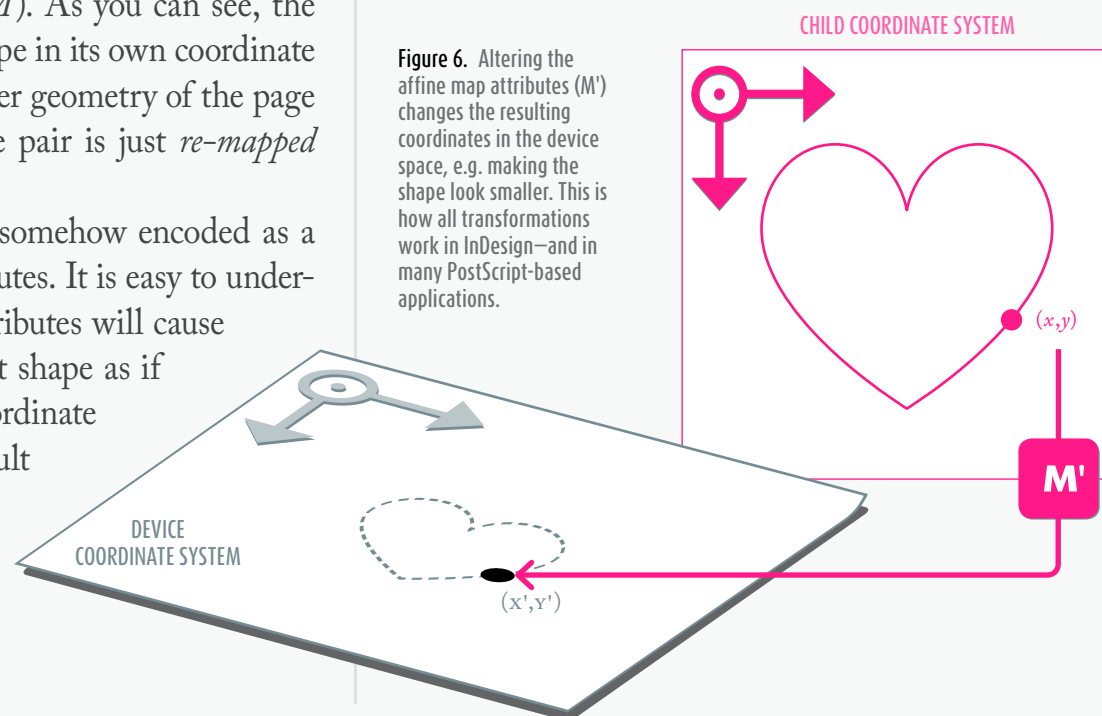 ). As you can see, the
pe in its own coordinate
er geometry of the page
e pair is just re-mapped
somehow encoded as a
utes. It is easy to under-
tributes will cause
t shape as if
ordinate
ult
Figure 6. Altering the
affine map attributes (M')
changes the resulting
coordinates in the device
space, e.g. making the
shape look smaller. This is
how all transformations
work in InDesign—and in
many PostScript-based
applications.
CHILD COORDINATE SYSTEM
(x,y)
M'
DEVICE
COORDINATE SYSTEM
(X',Y')